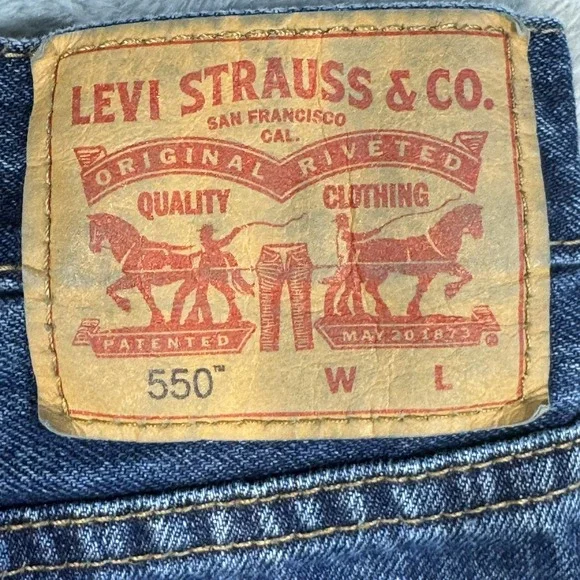 LEVI STRAUSS & CO.
SAN FRANCISCO
CAL.
ORIGINAL RIVETED
QUALITY CLOTHING
PATENTED MAY 20 1873 ®
550™ W L